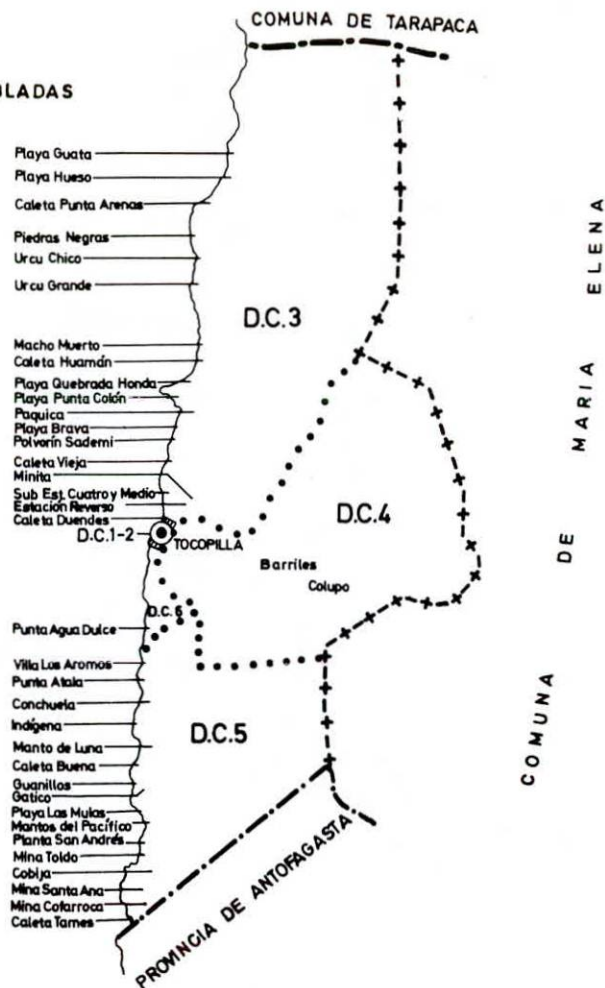 COMUNA DE TARAPACA
BLADAS
Playa Guata
Playa Hueso
Caleta Punta Arenas
Piedras Negras
Urcu Chico
Urcu Grande
D.C.3
Macho Muerto
Caleta Huamán
Playa Quebrada Honda
Playa Punta Colón
Paquica
Playa Brava
Polvorín Sademi
Caleta Vieja
Minita
Sub Est. Cuatro y Medio
Estación Reverso
Caleta Duendes
D.C.1-2
TOCOPILLA
D.C.4
Barriles
Colupo
D.C.6
Punta Agua Dulce
Villa Los Aromos
Punta Atala
Conchuela
Indígena
D.C.5
Manto de Luna
Caleta Buena
Guanillos
Gatico
Playa Las Mulas
Mantos del Pacífico
Planta San Andrés
Mina Toldo
Cobija
Mina Santa Ana
Mina Cofarroca
Caleta Tames
PROVINCIA DE ANTOFAGASTA
COMUNA DE MARIA ELENA